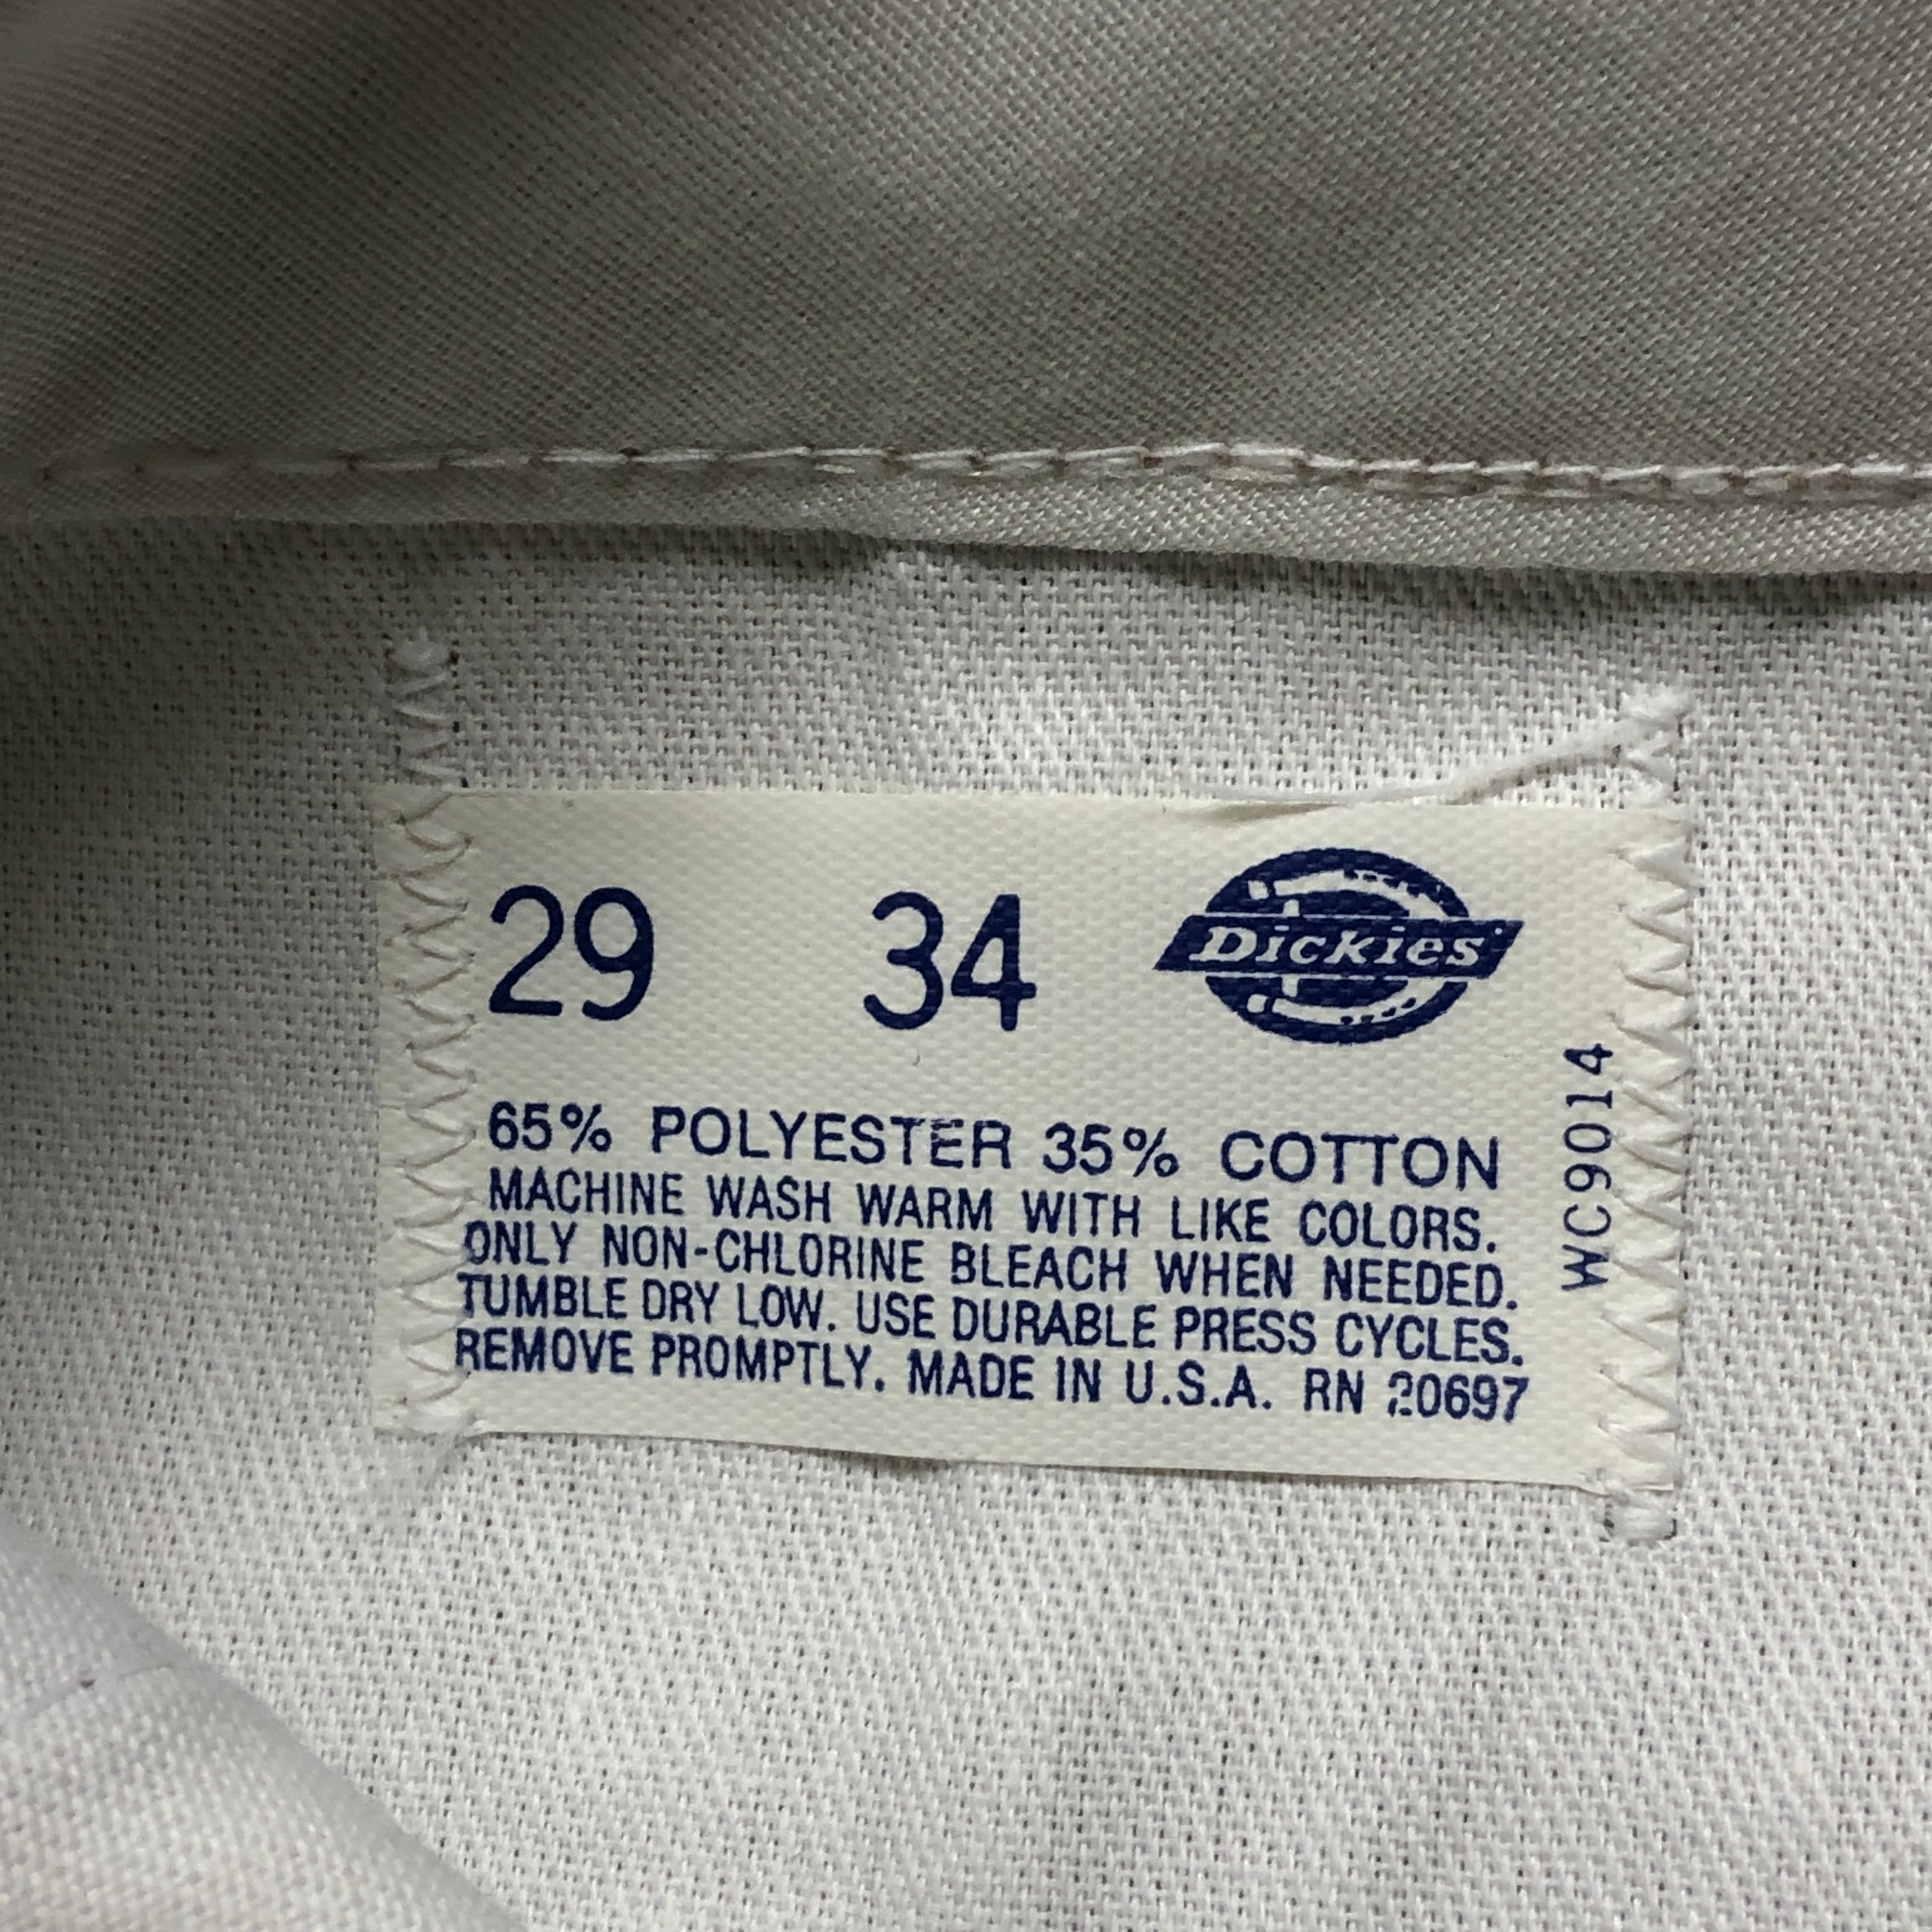 29 34 Dickies
65% POLYESTER 35% COTTON
MACHINE WASH WARM WITH LIKE COLORS.
ONLY NON-CHLORINE BLEACH WHEN NEEDED.
TUMBLE DRY LOW. USE DURABLE PRESS CYCLES.
REMOVE PROMPTLY. MADE IN U.S.A. RN 20697
WC9014